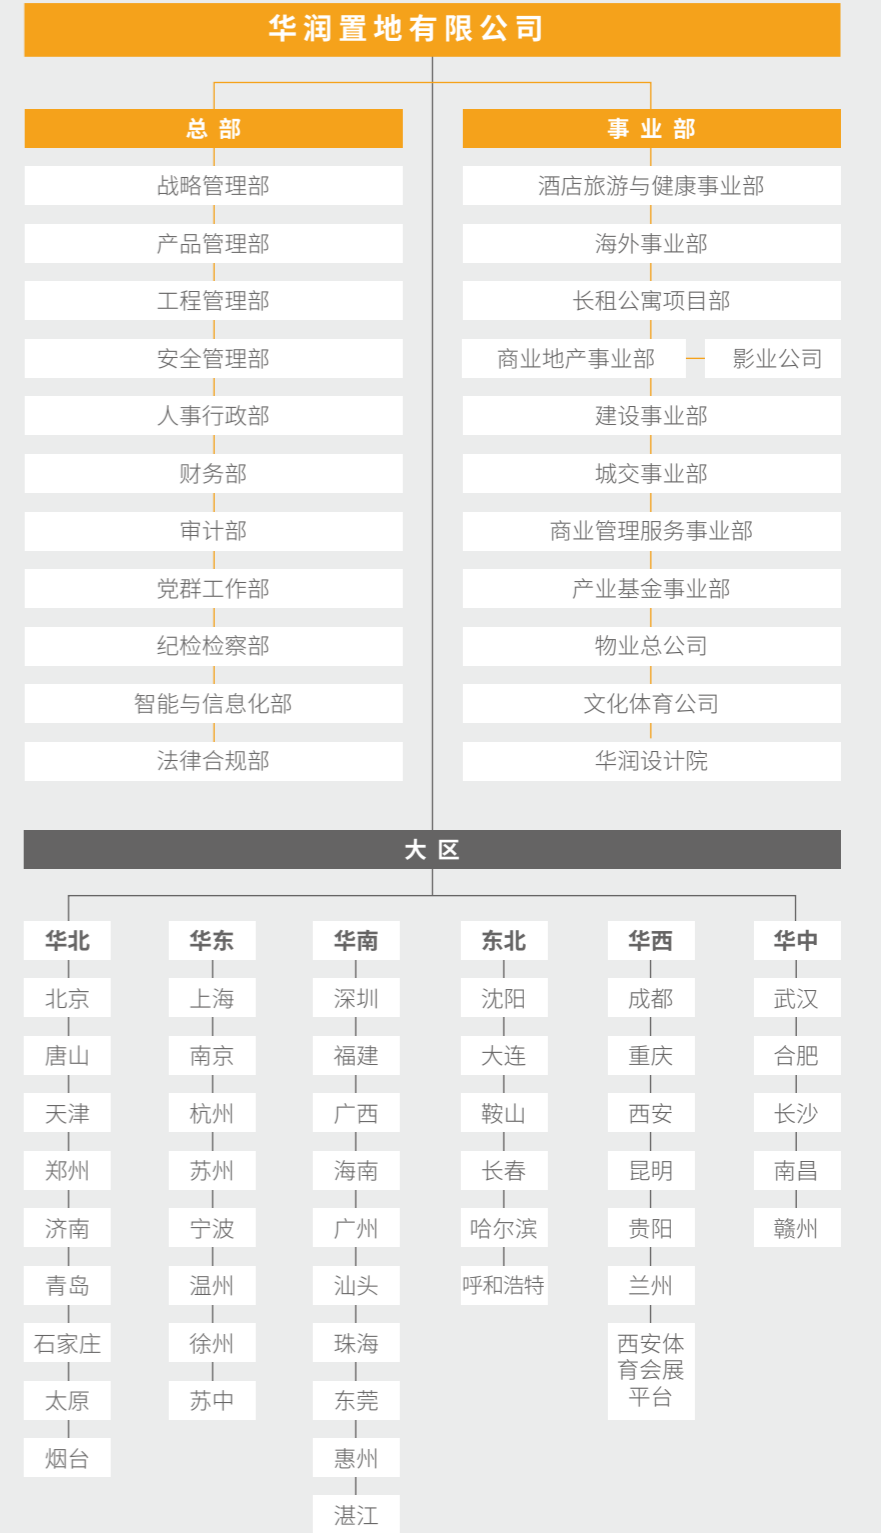 华润置地有限公司
总部
战略管理部
产品管理部
工程管理部
安全管理部
人事行政部
财务部
审计部
党群工作部
纪检检察部
智能与信息化部
法律合规部
事业部
酒店旅游与健康事业部
海外事业部
长租公寓项目部
商业地产事业部
影业公司
建设事业部
城交事业部
商业管理服务事业部
产业基金事业部
物业总公司
文化体育公司
华润设计院
大区
华北
北京
唐山
天津
郑州
济南
青岛
石家庄
太原
烟台
华东
上海
南京
杭州
苏州
宁波
温州
徐州
苏中
华南
深圳
福建
广西
海南
广州
汕头
珠海
东莞
惠州
湛江
东北
沈阳
大连
鞍山
长春
哈尔滨
呼和浩特
华西
成都
重庆
西安
昆明
贵阳
兰州
西安体
育会展
平台
华中
武汉
合肥
长沙
南昌
赣州